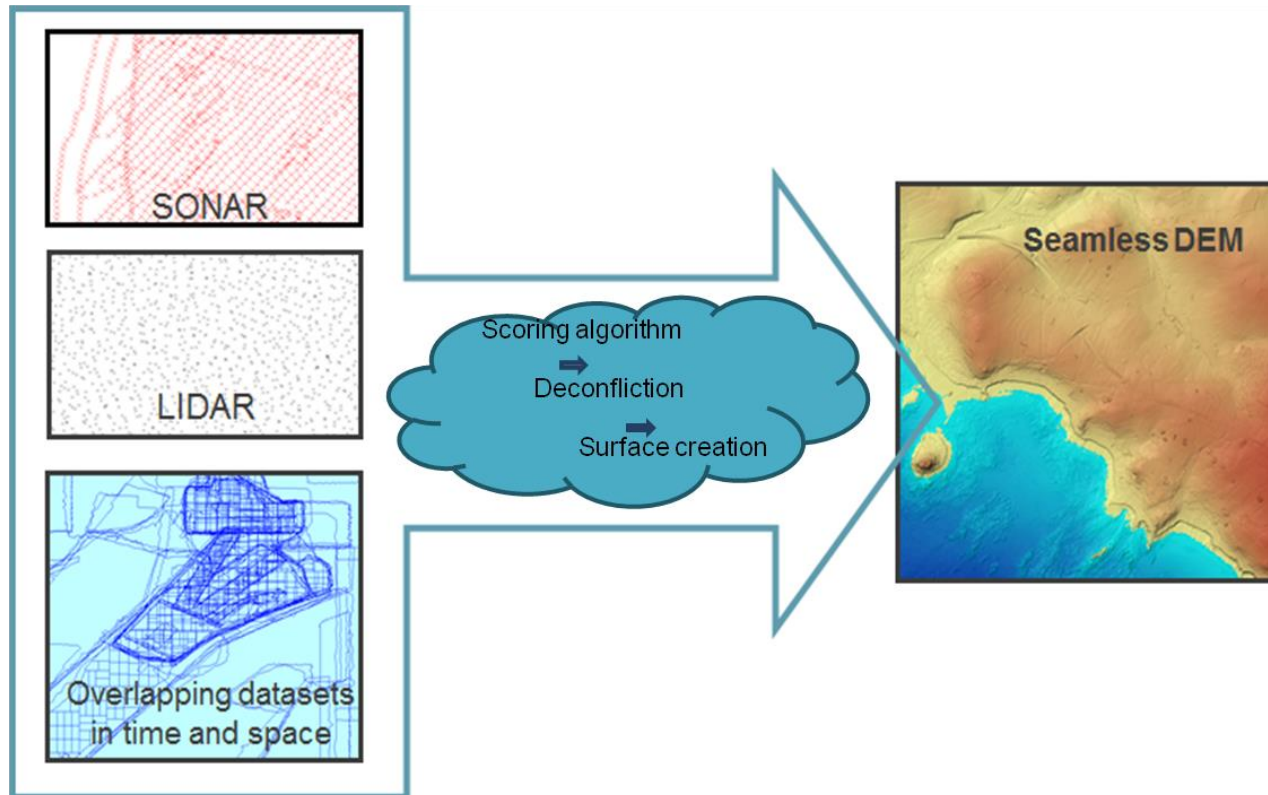 SONAR
LIDAR
Overlapping datasets
in time and space
Scoring algorithm
Deconfliction
Surface creation
Seamless DEM